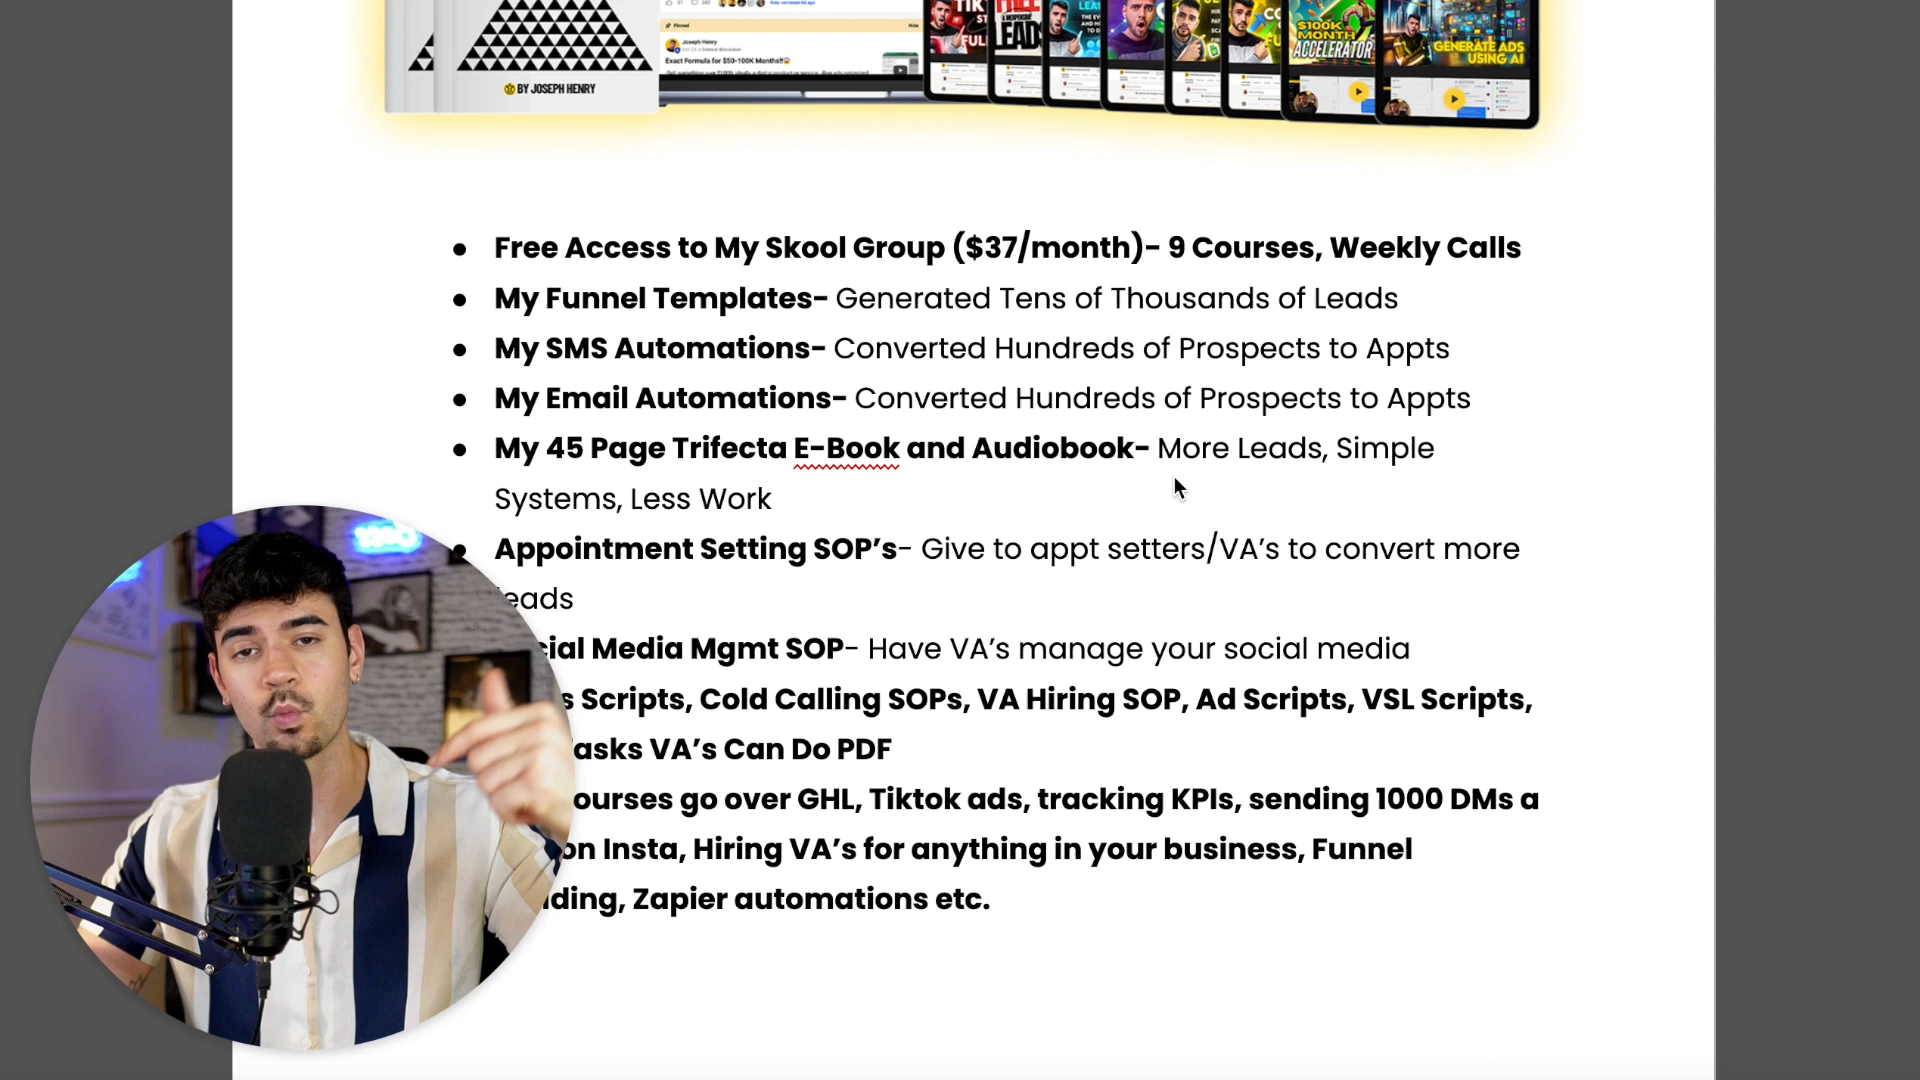 BY JOSEPH HENRY
Pinned
Hide
Joseph Henry
Exact Formula for $50-100K Months!!
FULL
LEAD
$100K
MONTH
ACCELERATOR
GENERATE ADS
USING AI
● Free Access to My Skool Group ($37/month)- 9 Courses, Weekly Calls
● My Funnel Templates- Generated Tens of Thousands of Leads
● My SMS Automations- Converted Hundreds of Prospects to Appts
● My Email Automations- Converted Hundreds of Prospects to Appts
● My 45 Page Trifecta E-Book and Audiobook- More Leads, Simple
Systems, Less Work
● Appointment Setting SOP’s- Give to appt setters/VA’s to convert more
eads
cial Media Mgmt SOP- Have VA’s manage your social media
s Scripts, Cold Calling SOPs, VA Hiring SOP, Ad Scripts, VSL Scripts,
asks VA’s Can Do PDF
ourses go over GHL, Tiktok ads, tracking KPIs, sending 1000 DMs a
on Insta, Hiring VA’s for anything in your business, Funnel
ding, Zapier automations etc.